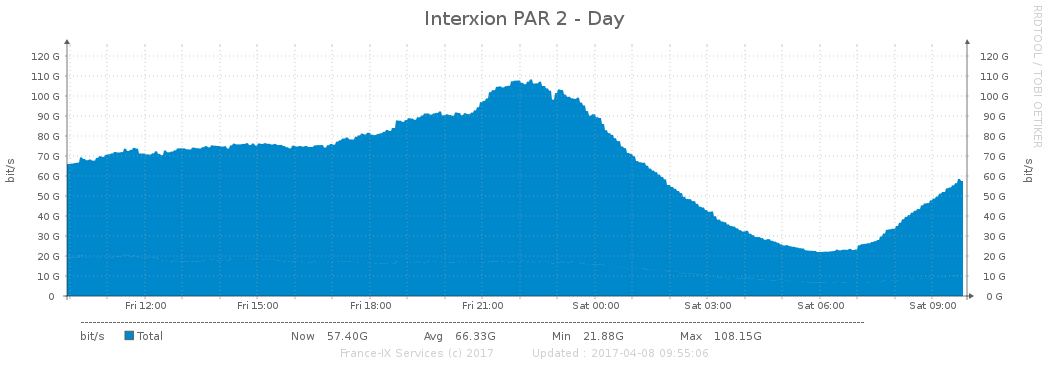 Interxion PAR 2 - Day
RRDTOOL / TOBI OETIKER
bit/s
120 G 120 G
110 G 110 G
100 G 100 G
90 G 90 G
80 G 80 G
70 G 70 G
60 G 60 G
50 G 50 G
40 G 40 G
30 G 30 G
20 G 20 G
10 G 10 G
0 0 G
bit/s
Fri 12:00 Fri 15:00 Fri 18:00 Fri 21:00 Sat 00:00 Sat 03:00 Sat 06:00 Sat 09:00
bit/s Total Now 57.40G Avg 66.33G Min 21.88G Max 108.15G
France-IX Services (c) 2017 Updated : 2017-04-08 09:55:06